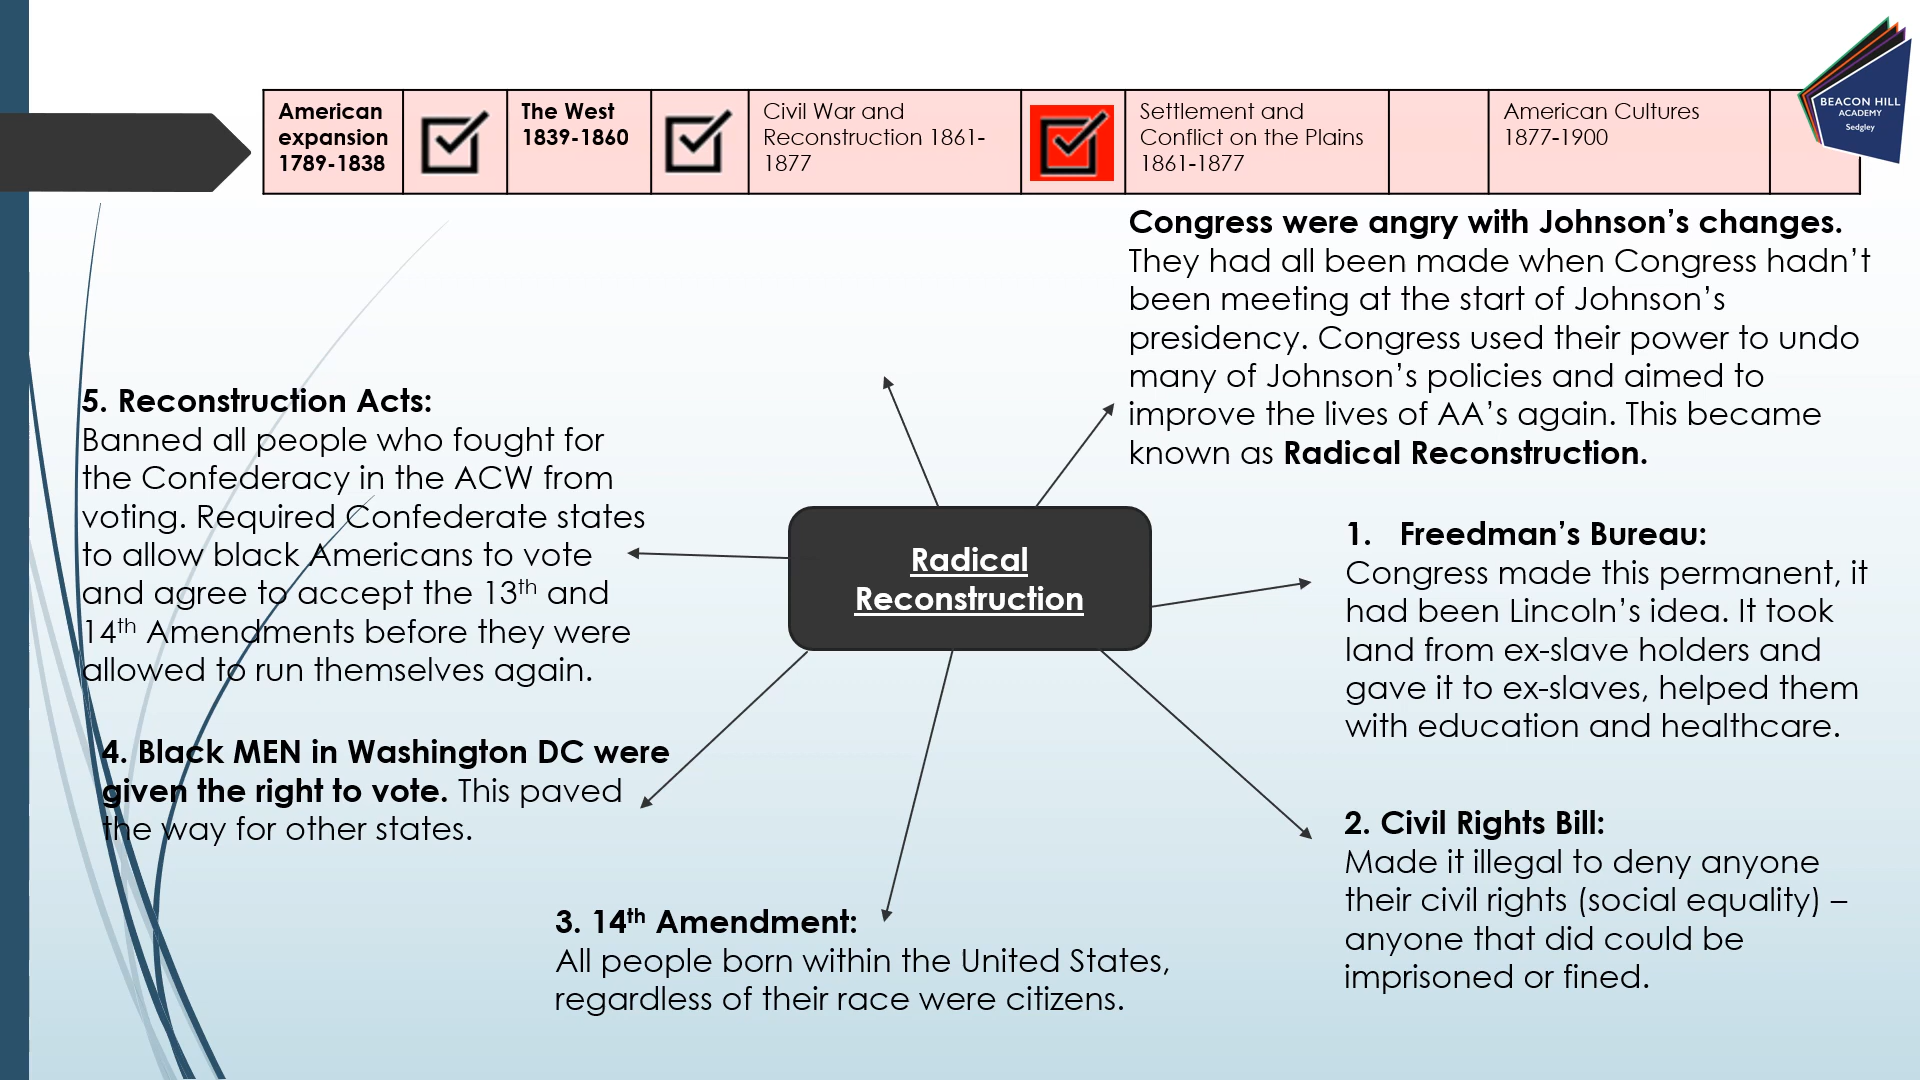 American
expansion
1789-1838
The West
1839-1860
Civil War and
Reconstruction 1861-
1877
Settlement and
Conflict on the Plains
1861-1877
American Cultures
1877-1900
BEACON HILL
ACADEMY
Sedgley
Congress were angry with Johnson’s changes.
They had all been made when Congress hadn’t
been meeting at the start of Johnson’s
presidency. Congress used their power to undo
many of Johnson’s policies and aimed to
improve the lives of AA’s again. This became
known as Radical Reconstruction.
Radical
Reconstruction
1. Freedman’s Bureau:
Congress made this permanent, it
had been Lincoln’s idea. It took
land from ex-slave holders and
gave it to ex-slaves, helped them
with education and healthcare.
2. Civil Rights Bill:
Made it illegal to deny anyone
their civil rights (social equality) –
anyone that did could be
imprisoned or fined.
3. 14th Amendment:
All people born within the United States,
regardless of their race were citizens.
4. Black MEN in Washington DC were
given the right to vote. This paved
the way for other states.
5. Reconstruction Acts:
Banned all people who fought for
the Confederacy in the ACW from
voting. Required Confederate states
to allow black Americans to vote
and agree to accept the 13th and
14th Amendments before they were
allowed to run themselves again.